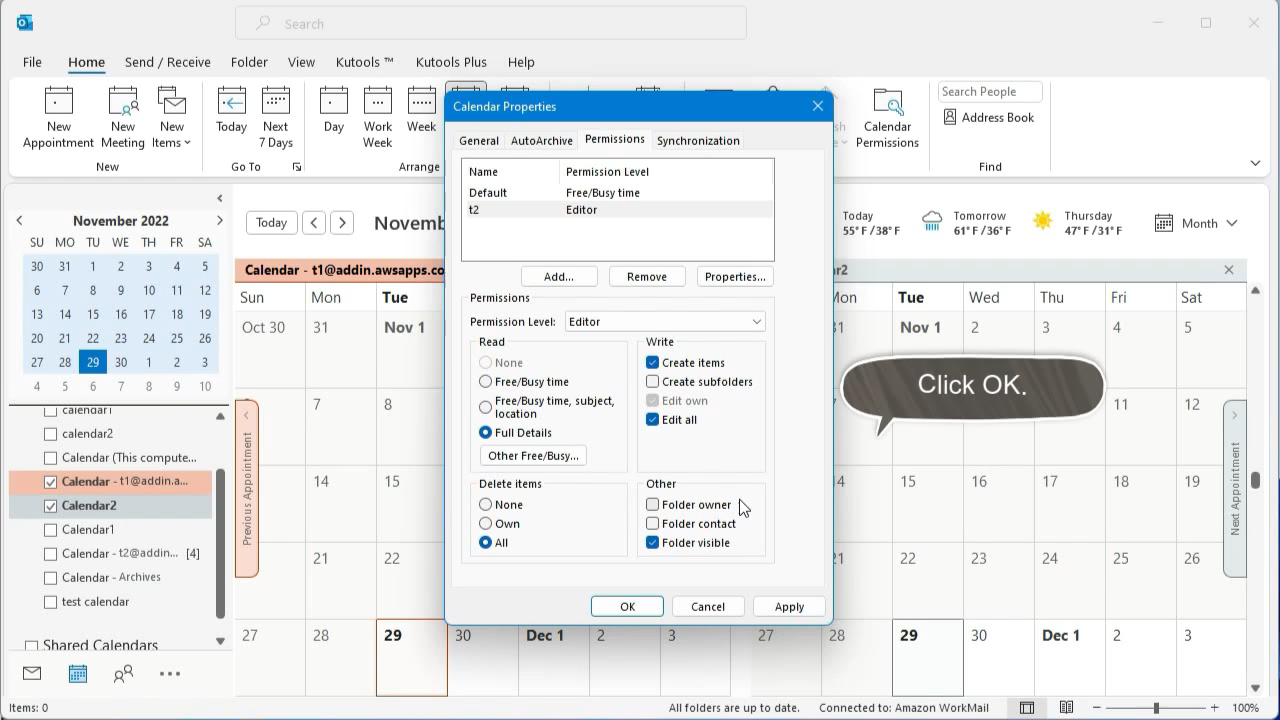 Search
File
Home
Send / Receive
Folder
View
Kutools ™
Kutools Plus
Help
New
Appointment
New
Meeting
New
Items
New
Today
Next
7 Days
Go To
Day
Work
Week
Week
Arrange
Calendar
Permissions
Search People
Address Book
Find
Calendar Properties
General
AutoArchive
Permissions
Synchronization
Name Permission Level
Default Free/Busy time
t2 Editor
Add...
Remove
Properties...
Permissions
Permission Level:
Editor
Read
None
Free/Busy time
Free/Busy time, subject,
location
Full Details
Other Free/Busy...
Write
Create items
Create subfolders
Edit own
Edit all
Delete items
None
Own
All
Other
Folder owner
Folder contact
Folder visible
OK
Cancel
Apply
Click OK.
November 2022
SU MO TU WE TH FR SA
30 31 1 2 3 4 5
6 7 8 9 10 11 12
13 14 15 16 17 18 19
20 21 22 23 24 25 26
27 28 29 30 1 2 3
4 5 6 7 8 9 10
calendar1
calendar2
Calendar (This compute...
Calendar - t1@addin.a...
Calendar2
Calendar1
Calendar - t2@addin... [4]
Calendar - Archives
test calendar
Shared Calendars
Today
Novemb
Today
55°F/38°F
Tomorrow
61°F/36°F
Thursday
47°F/31°F
Month
Calendar - t1@addin.awsapps.co
r2
Sun Mon Tue
Oct 30 31 Nov 1
7 8
14 15
21 22
27 28 29 30 Dec 1 2 3
Previous Appointment
Mon Tue Wed Thu Fri Sat
31 Nov 1 2 3 4 5
11 12
14 15 16 17 18 19
21 22 23 24 25 26
27 28 29 30 Dec 1 2 3
Next Appointment
Items: 0
All folders are up to date.
Connected to: Amazon WorkMail
100%